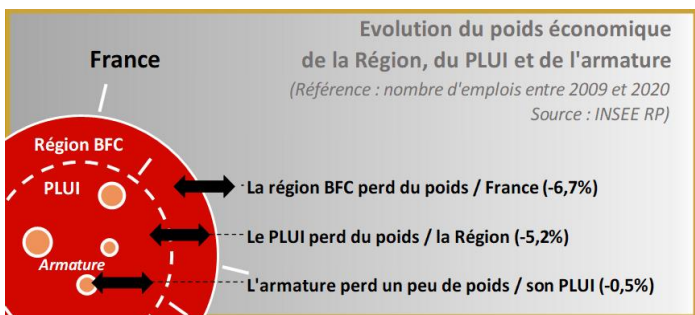 Evolution du poids économique
de la Région, du PLUI et de l'armature
(Référence : nombre d'emplois entre 2009 et 2020
Source : INSEE RP)
France
Région BFC
PLUI
Armature
La région BFC perd du poids / France (-6,7%)
Le PLUI perd du poids / la Région (-5,2%)
L'armature perd un peu de poids / son PLUI (-0,5%)